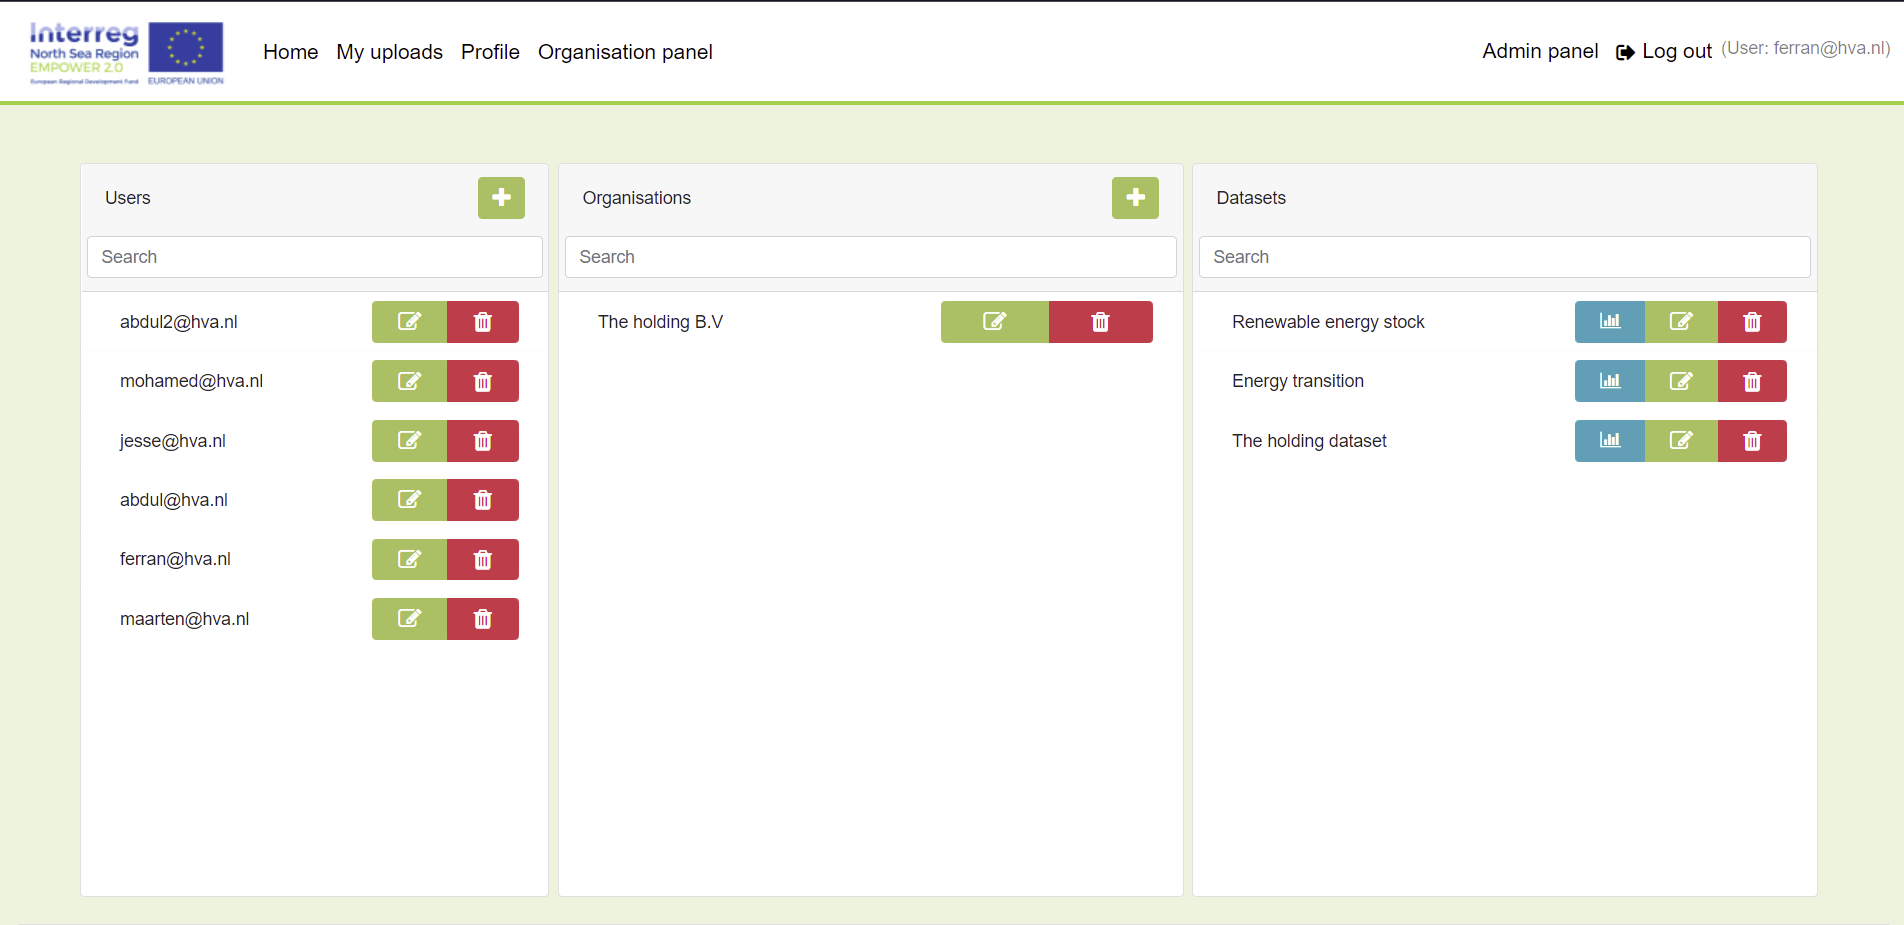 Interreg
North Sea Region
EMPOWER 2.0
European Regional Development Fund EUROPEAN UNION
Home My uploads Profile Organisation panel
Admin panel Log out (User: ferran@hva.nl)
Users
Search
abdul2@hva.nl
mohamed@hva.nl
jesse@hva.nl
abdul@hva.nl
ferran@hva.nl
maarten@hva.nl
Organisations
Search
The holding B.V
Datasets
Search
Renewable energy stock
Energy transition
The holding dataset